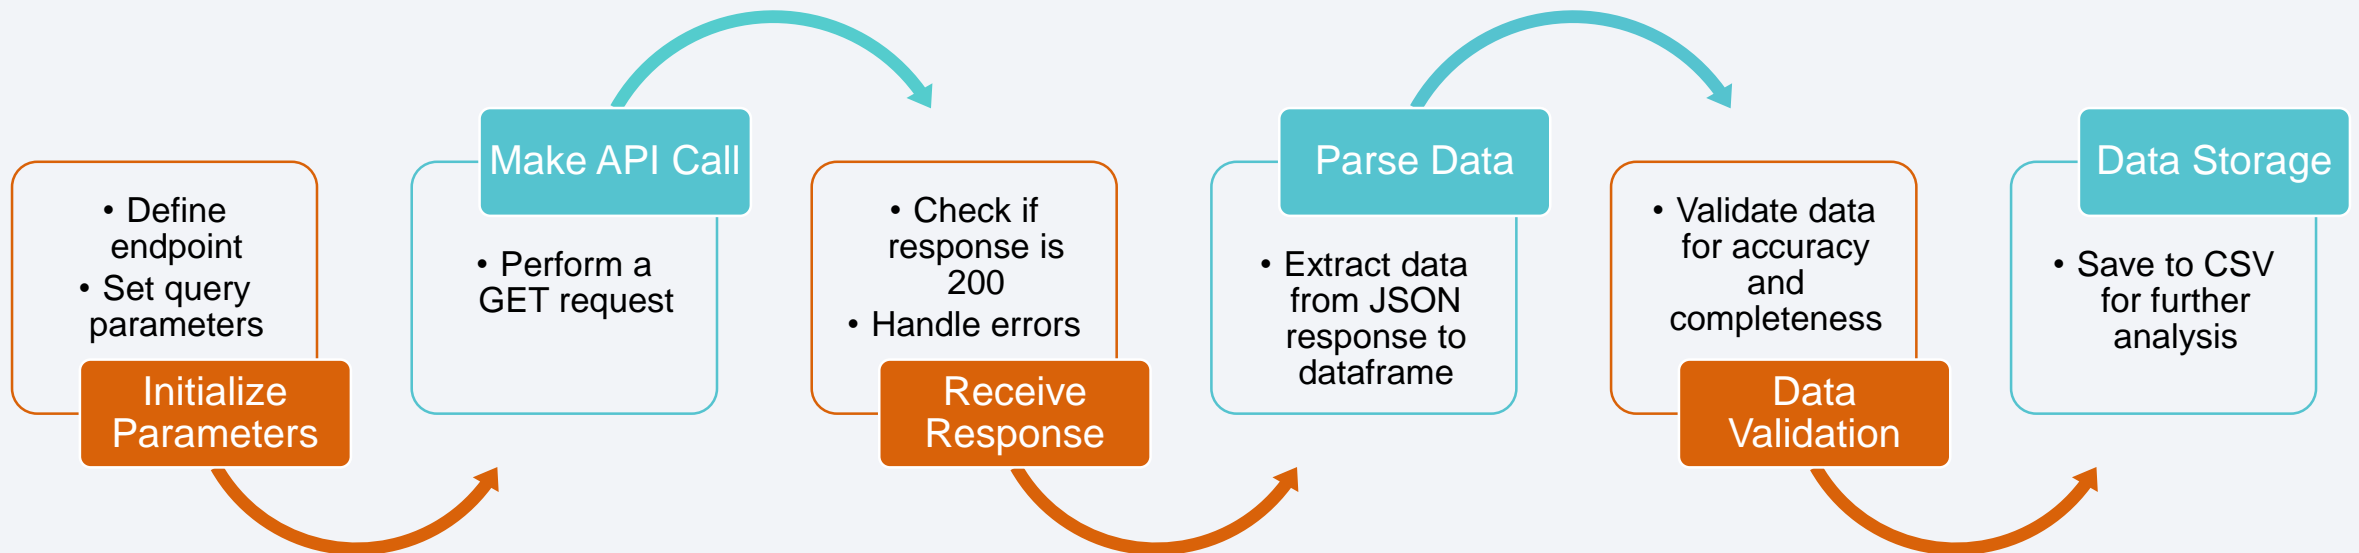 • Define
endpoint
• Set query
parameters
Initialize
Parameters
Make API Call
• Perform a
GET request
• Check if
response is
200
• Handle errors
Receive
Response
Parse Data
• Extract data
from JSON
response to
dataframe
• Validate data
for accuracy
and
completeness
Data
Validation
Data Storage
• Save to CSV
for further
analysis